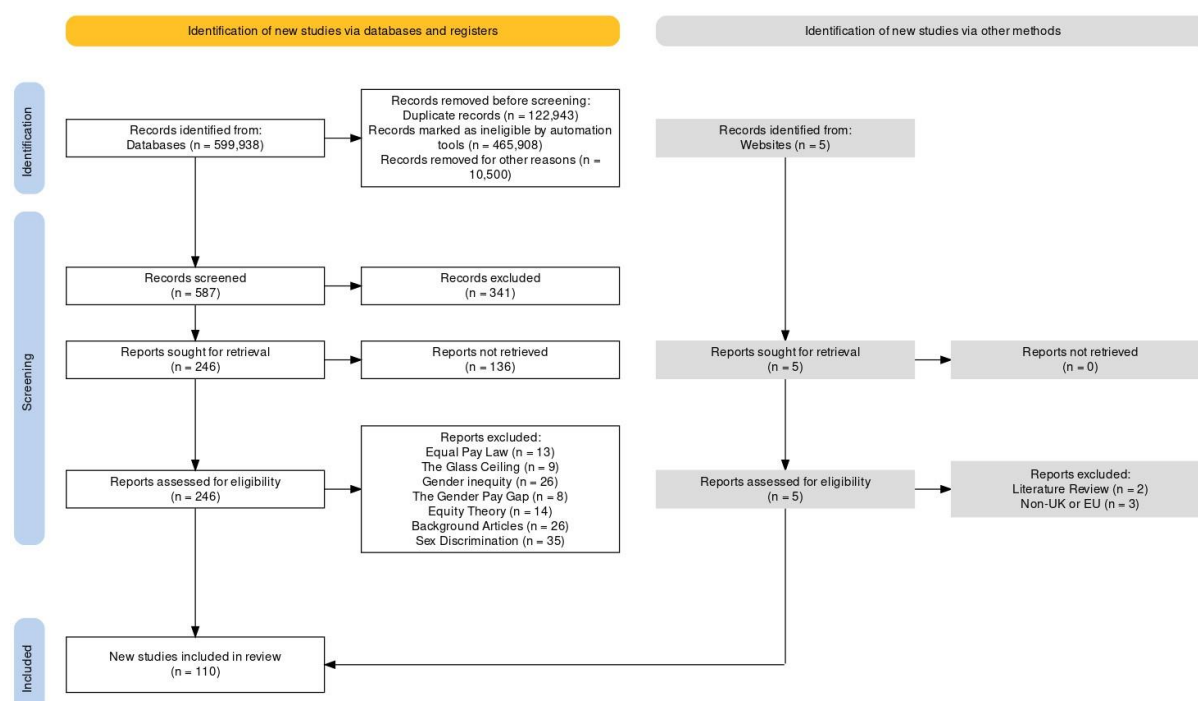 Identification of new studies via databases and registers
Identification of new studies via other methods
Identification
Records identified from:
Databases (n = 599,938)
Records removed before screening:
Duplicate records (n = 122,943)
Records marked as ineligible by automation
tools (n = 465,908)
Records removed for other reasons (n =
10,500)
Records identified from:
Websites (n = 5)
Screening
Records screened
(n = 587)
Records excluded
(n = 341)
Reports sought for retrieval
(n = 246)
Reports not retrieved
(n = 136)
Reports sought for retrieval
(n = 5)
Reports not retrieved
(n = 0)
Reports assessed for eligibility
(n = 246)
Reports excluded:
Equal Pay Law (n = 13)
The Glass Ceiling (n = 9)
Gender inequity (n = 26)
The Gender Pay Gap (n = 8)
Equity Theory (n = 14)
Background Articles (n = 26)
Sex Discrimination (n = 35)
Reports assessed for eligibility
(n = 5)
Reports excluded:
Literature Review (n = 2)
Non-UK or EU (n = 3)
Included
New studies included in review
(n = 110)